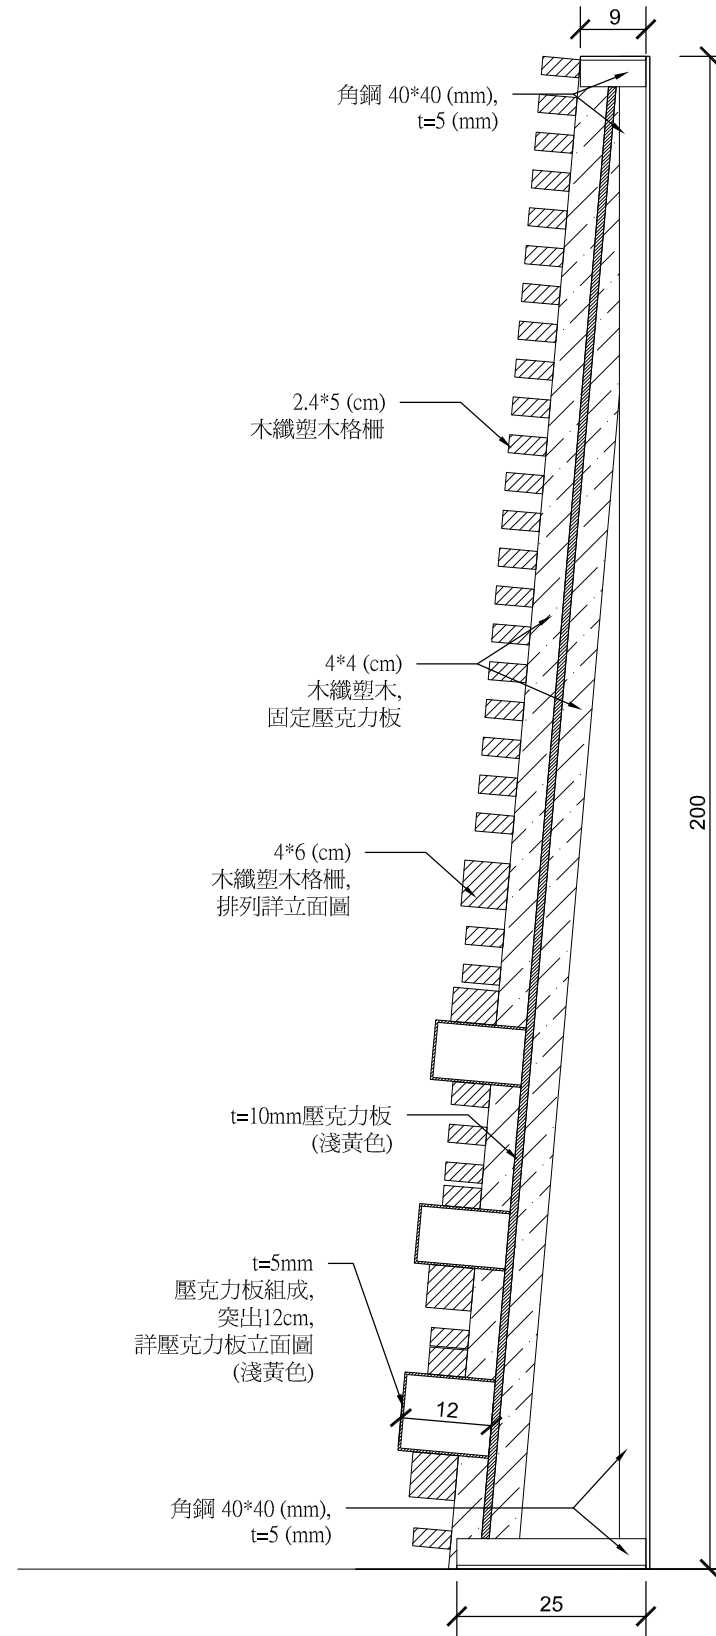 9
角鋼 40*40 (mm),
t=5 (mm)
2.4*5 (cm)
木纖塑木格柵
4*4 (cm)
木纖塑木,
固定壓克力板
200
4*6 (cm)
木纖塑木格柵,
排列詳立面圖
t=10mm壓克力板
(淺黃色)
t=5mm
壓克力板組成,
突出12cm,
詳壓克力板立面圖
(淺黃色)
12
角鋼 40*40 (mm),
t=5 (mm)
25